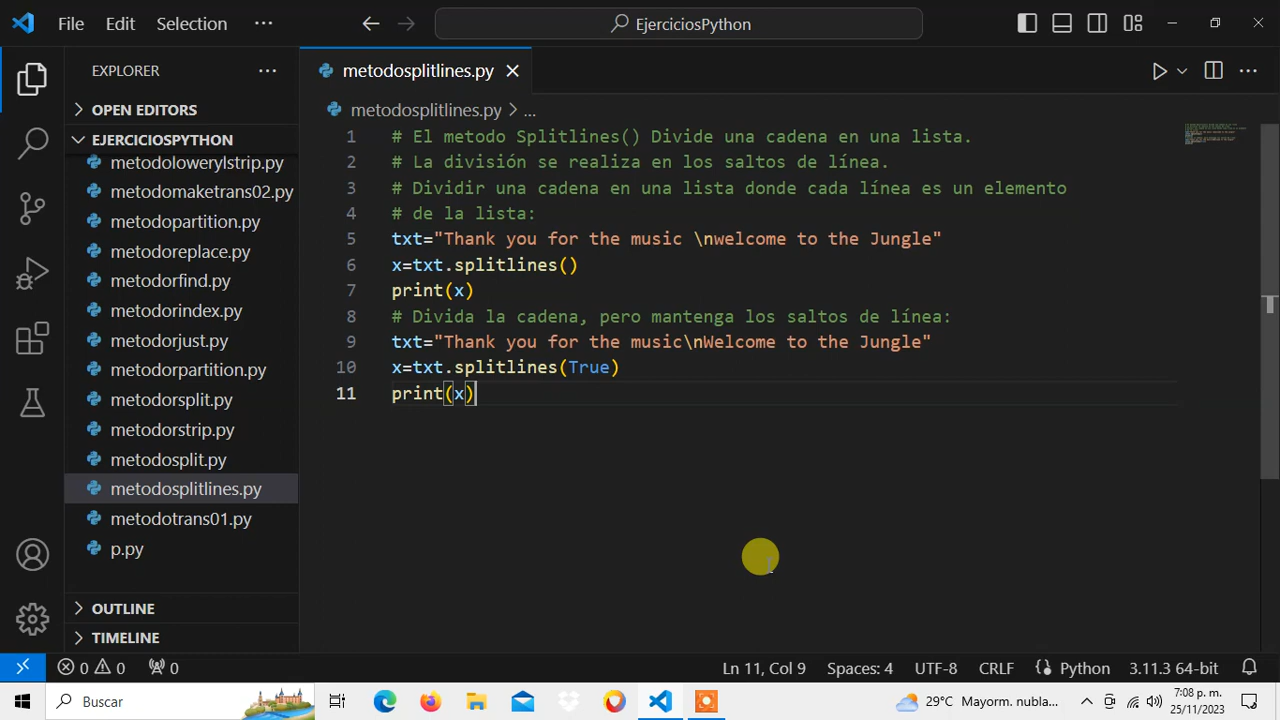 File Edit Selection ··· EjerciciosPython
EXPLORER ···
metodosplitlines.py
OPEN EDITORS
metodosplitlines.py > ...
EJERCICIOSPYTHON
metodolowerylstrip.py
metodomaketrans02.py
metodopartition.py
metodoreplace.py
metodorfind.py
metodorindex.py
metodorjust.py
metodorpartition.py
metodorsplit.py
metodorstrip.py
metodosplit.py
metodosplitlines.py
metodotrans01.py
p.py
OUTLINE
TIMELINE
1 # El metodo Splitlines() Divide una cadena en una lista.
2 # La división se realiza en los saltos de línea.
3 # Dividir una cadena en una lista donde cada línea es un elemento
4 # de la lista:
5 txt="Thank you for the music \nwelcome to the Jungle"
6 x=txt.splitlines()
7 print(x)
8 # Divida la cadena, pero mantenga los saltos de línea:
9 txt="Thank you for the music\nWelcome to the Jungle"
10 x=txt.splitlines(True)
11 print(x)
0 0 0 Ln 11, Col 9 Spaces: 4 UTF-8 CRLF Python 3.11.3 64-bit
Buscar 29°C Mayorm. nubla... 7:08 p. m.
25/11/2023